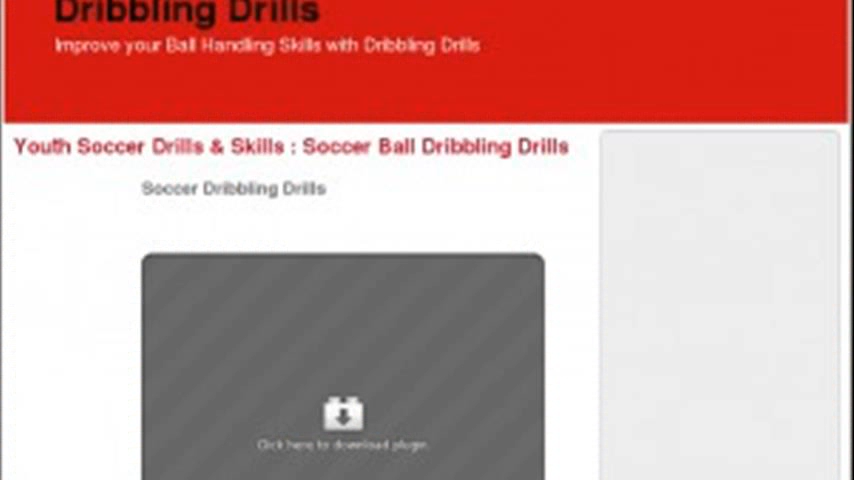 Dribbling Drills
Improve your Ball Handling Skills with Dribbling Drills
Youth Soccer Drills & Skills : Soccer Ball Dribbling Drills
Soccer Dribbling Drills
Click here to download plugin.